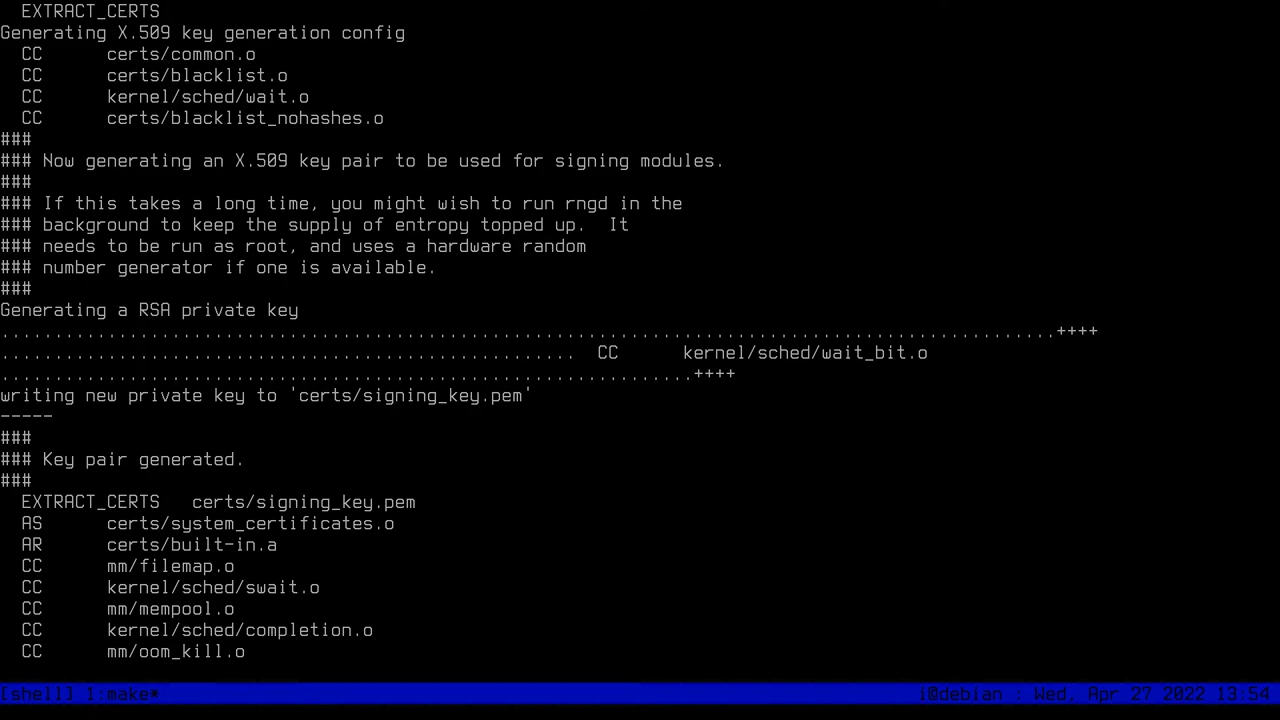 EXTRACT_CERTS
Generating X.509 key generation config
CC      certs/common.o
CC      certs/blacklist.o
CC      kernel/sched/wait.o
CC      certs/blacklist_nohashes.o
###
### Now generating an X.509 key pair to be used for signing modules.
###
### If this takes a long time, you might wish to run rngd in the
### background to keep the supply of entropy topped up.  It
### needs to be run as root, and uses a hardware random
### number generator if one is available.
###
Generating a RSA private key
...................................................................................................++++
......................................................  CC      kernel/sched/wait_bit.o
.................................................................++++
writing new private key to 'certs/signing_key.pem'
-----
###
### Key pair generated.
###
EXTRACT_CERTS   certs/signing_key.pem
AS      certs/system_certificates.o
AR      certs/built-in.a
CC      mm/filemap.o
CC      kernel/sched/swait.o
CC      mm/mempool.o
CC      kernel/sched/completion.o
CC      mm/oom_kill.o
[shell] 1:make*
i@debian : Wed, Apr 27 2022 13:54